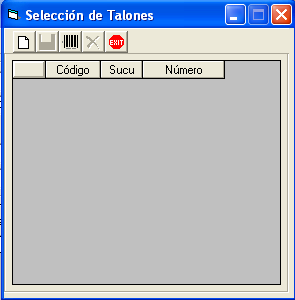 Selección de Talones
EXIT
Código Sucu Número